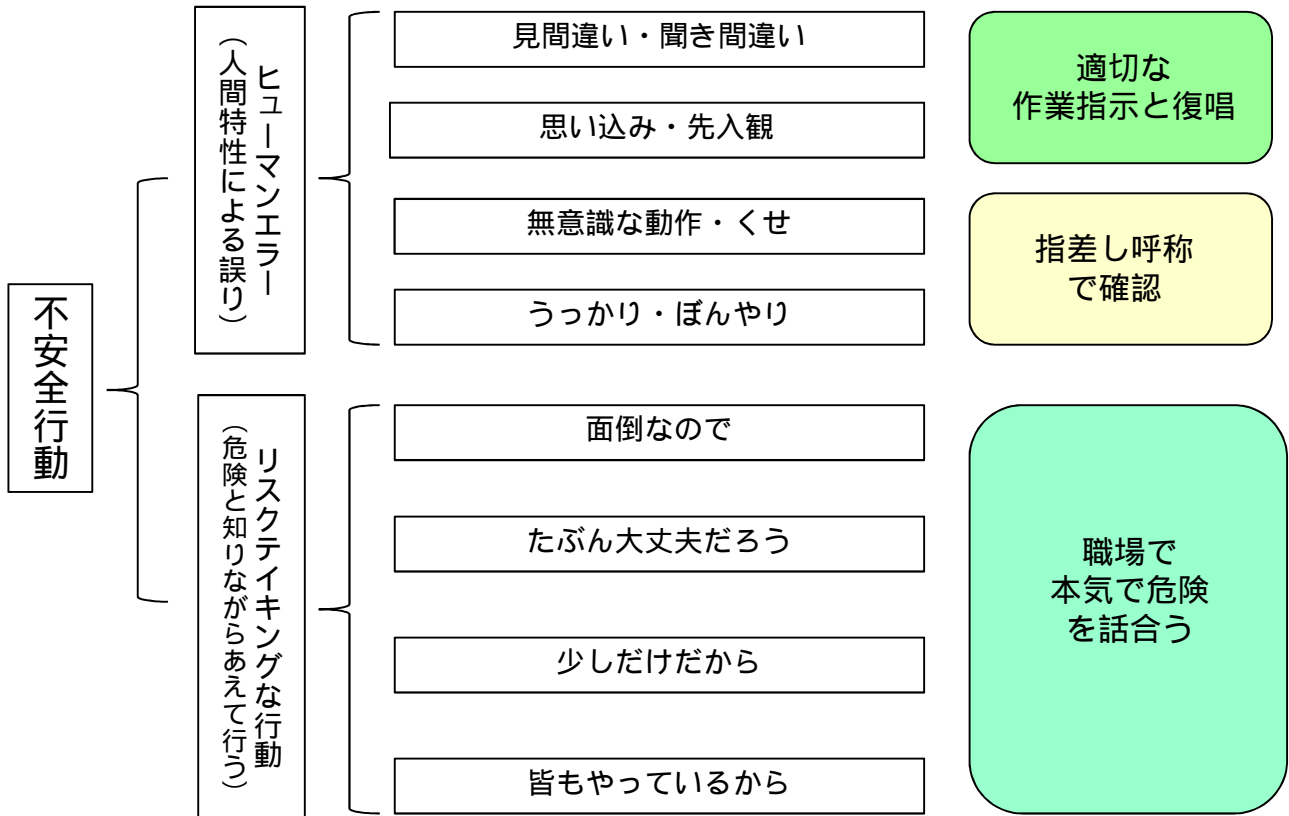 不安全行動
ヒューマンエラー
（人間特性による誤り）
見間違い・聞き間違い
思い込み・先入観
無意識な動作・くせ
うっかり・ぼんやり
適切な
作業指示と復唱
指差し呼称
で確認
リスクテイキングな行動
（危険と知りながらあえて行う）
面倒なので
たぶん大丈夫だろう
少しだけだから
皆もやっているから
職場で
本気で危険
を話合う